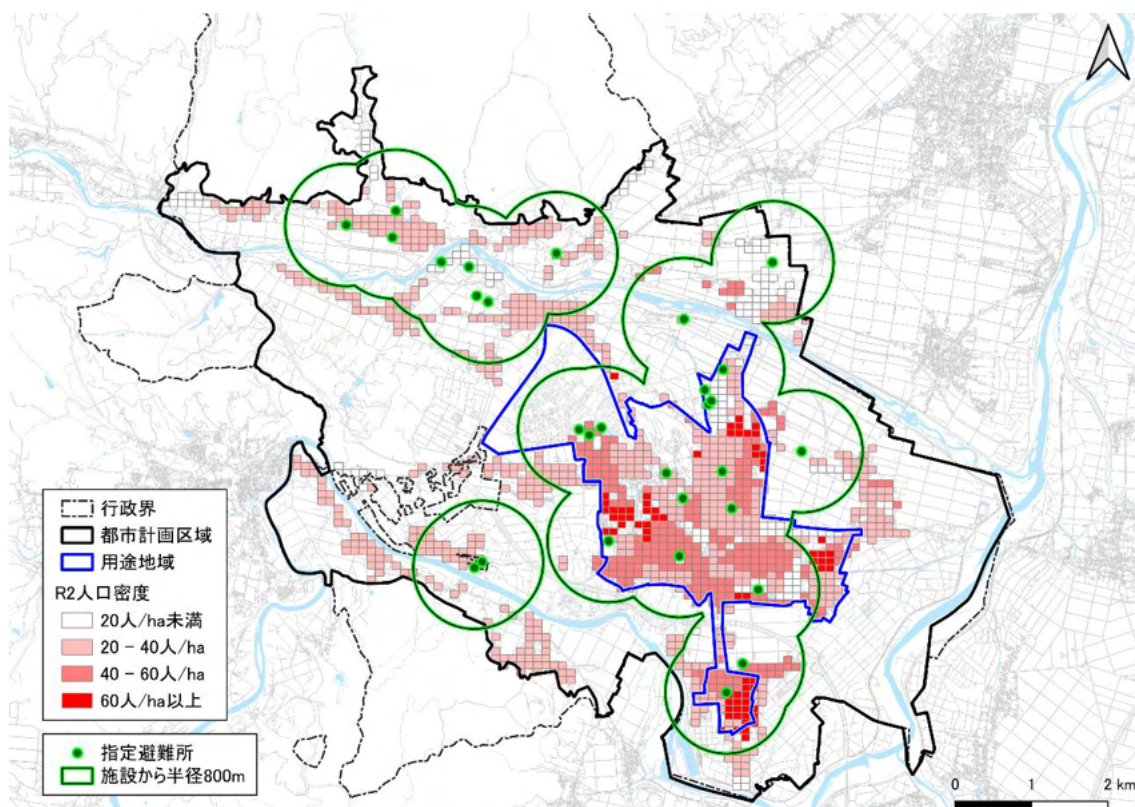 行政界
都市計画区域
用途地域
R2人口密度
20人/ha未満
20-40人/ha
40-60人/ha
60人/ha以上
指定避難所
施設から半径800m
0 1 2 km